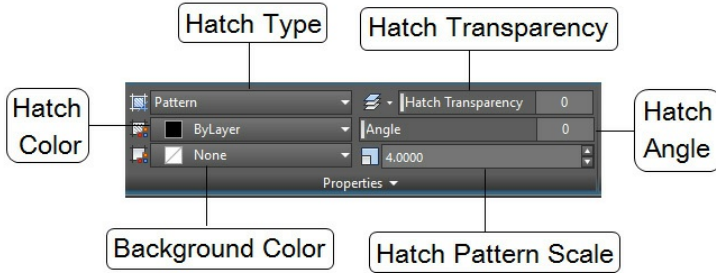 Hatch Type
Hatch Transparency
Hatch
Color
Pattern
Hatch Transparency 0
ByLayer
Angle 0
None
4.0000
Properties
Hatch
Angle
Background Color
Hatch Pattern Scale